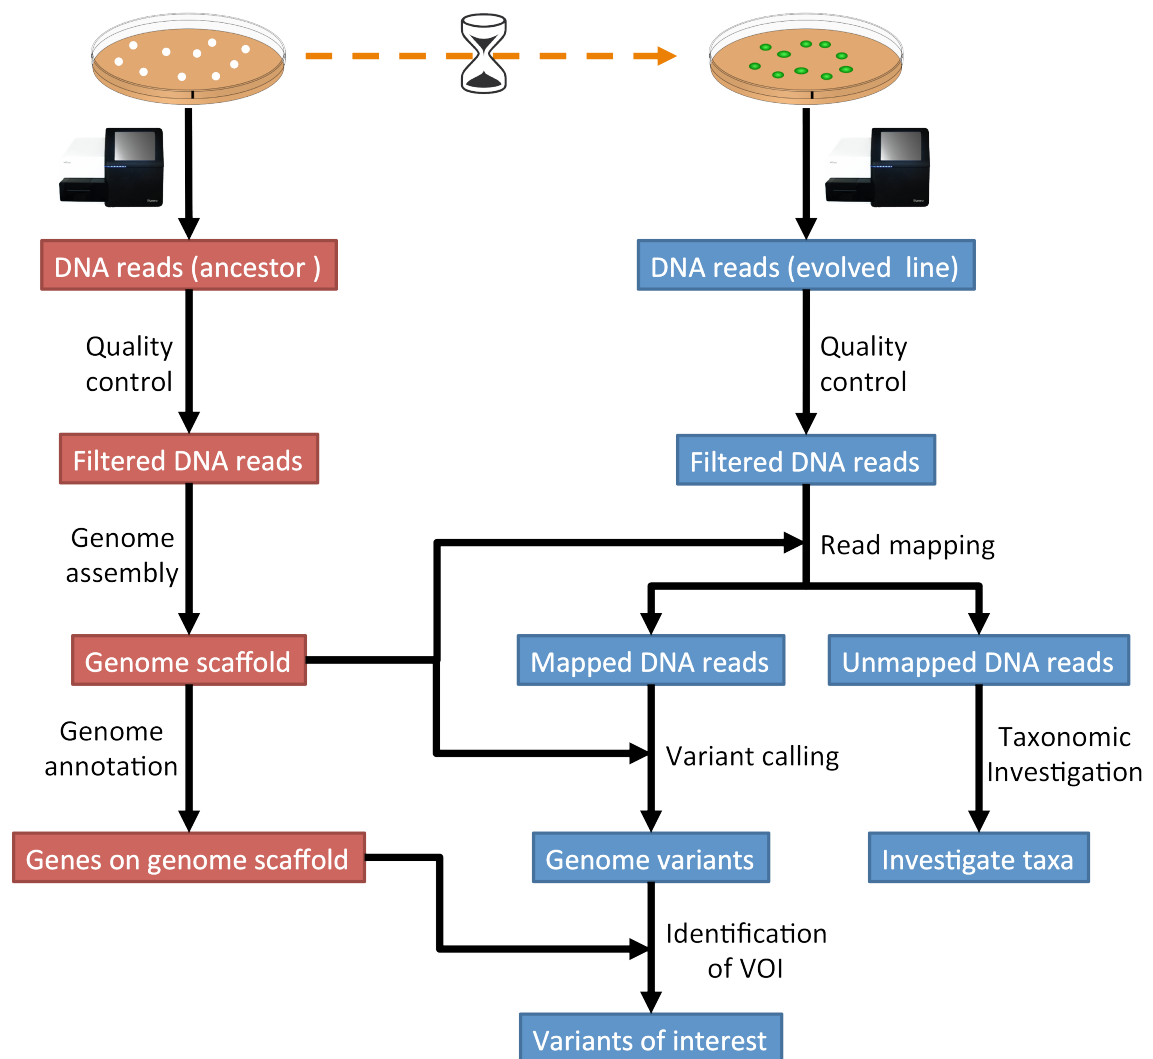 DNA reads (ancestor )
DNA reads (evolved  line)
Quality
control
Quality
control
Filtered DNA reads
Filtered DNA reads
Genome
assembly
Read mapping
Genome scaffold
Mapped DNA reads
Unmapped DNA reads
Genome
annotation
Variant calling
Taxonomic
Investigation
Genes on genome scaffold
Genome variants
Investigate taxa
Identification
of VOI
Variants of interest